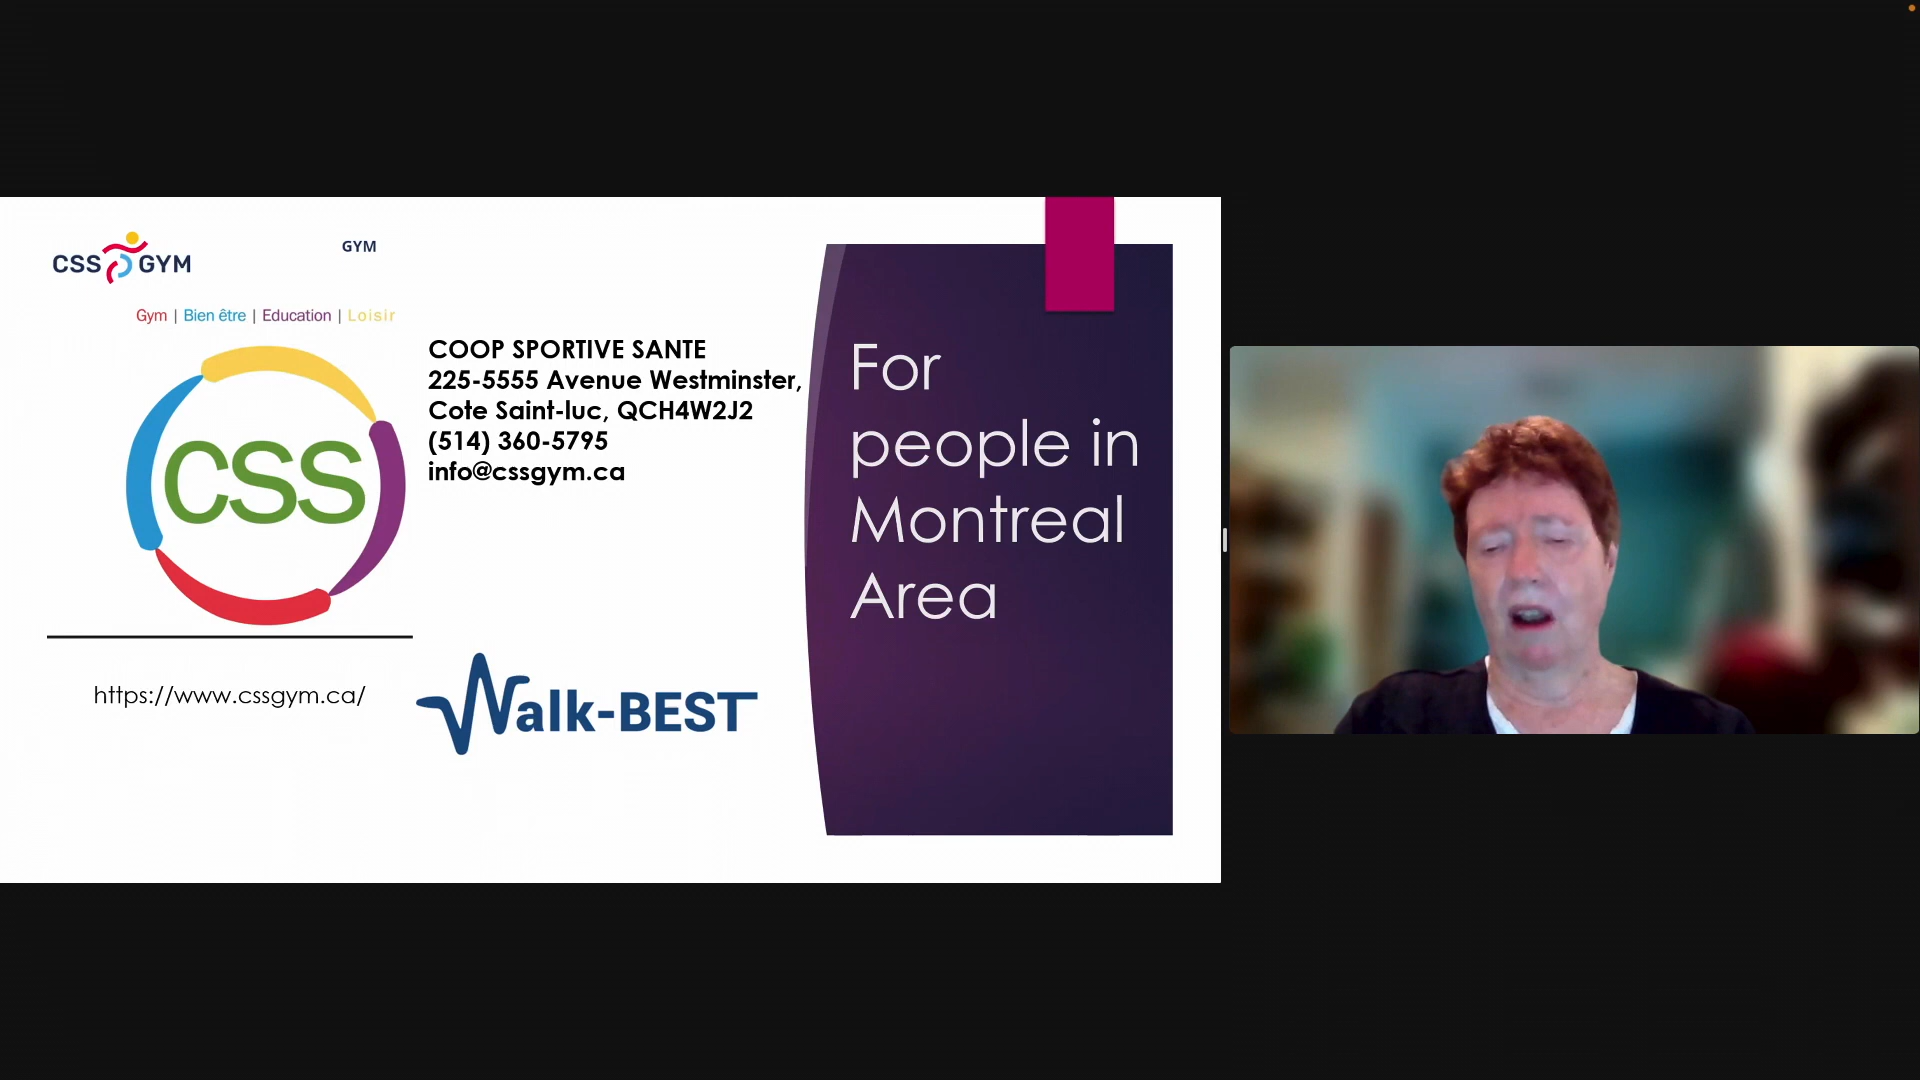 CSS GYM
GYM
Gym | Bien être | Education | Loisir
CSS
COOP SPORTIVE SANTE
225-5555 Avenue Westminster,
Cote Saint-luc, QCH4W2J2
(514) 360-5795
info@cssgym.ca
https://www.cssgym.ca/
Walk-BEST
For
people in
Montreal
Area